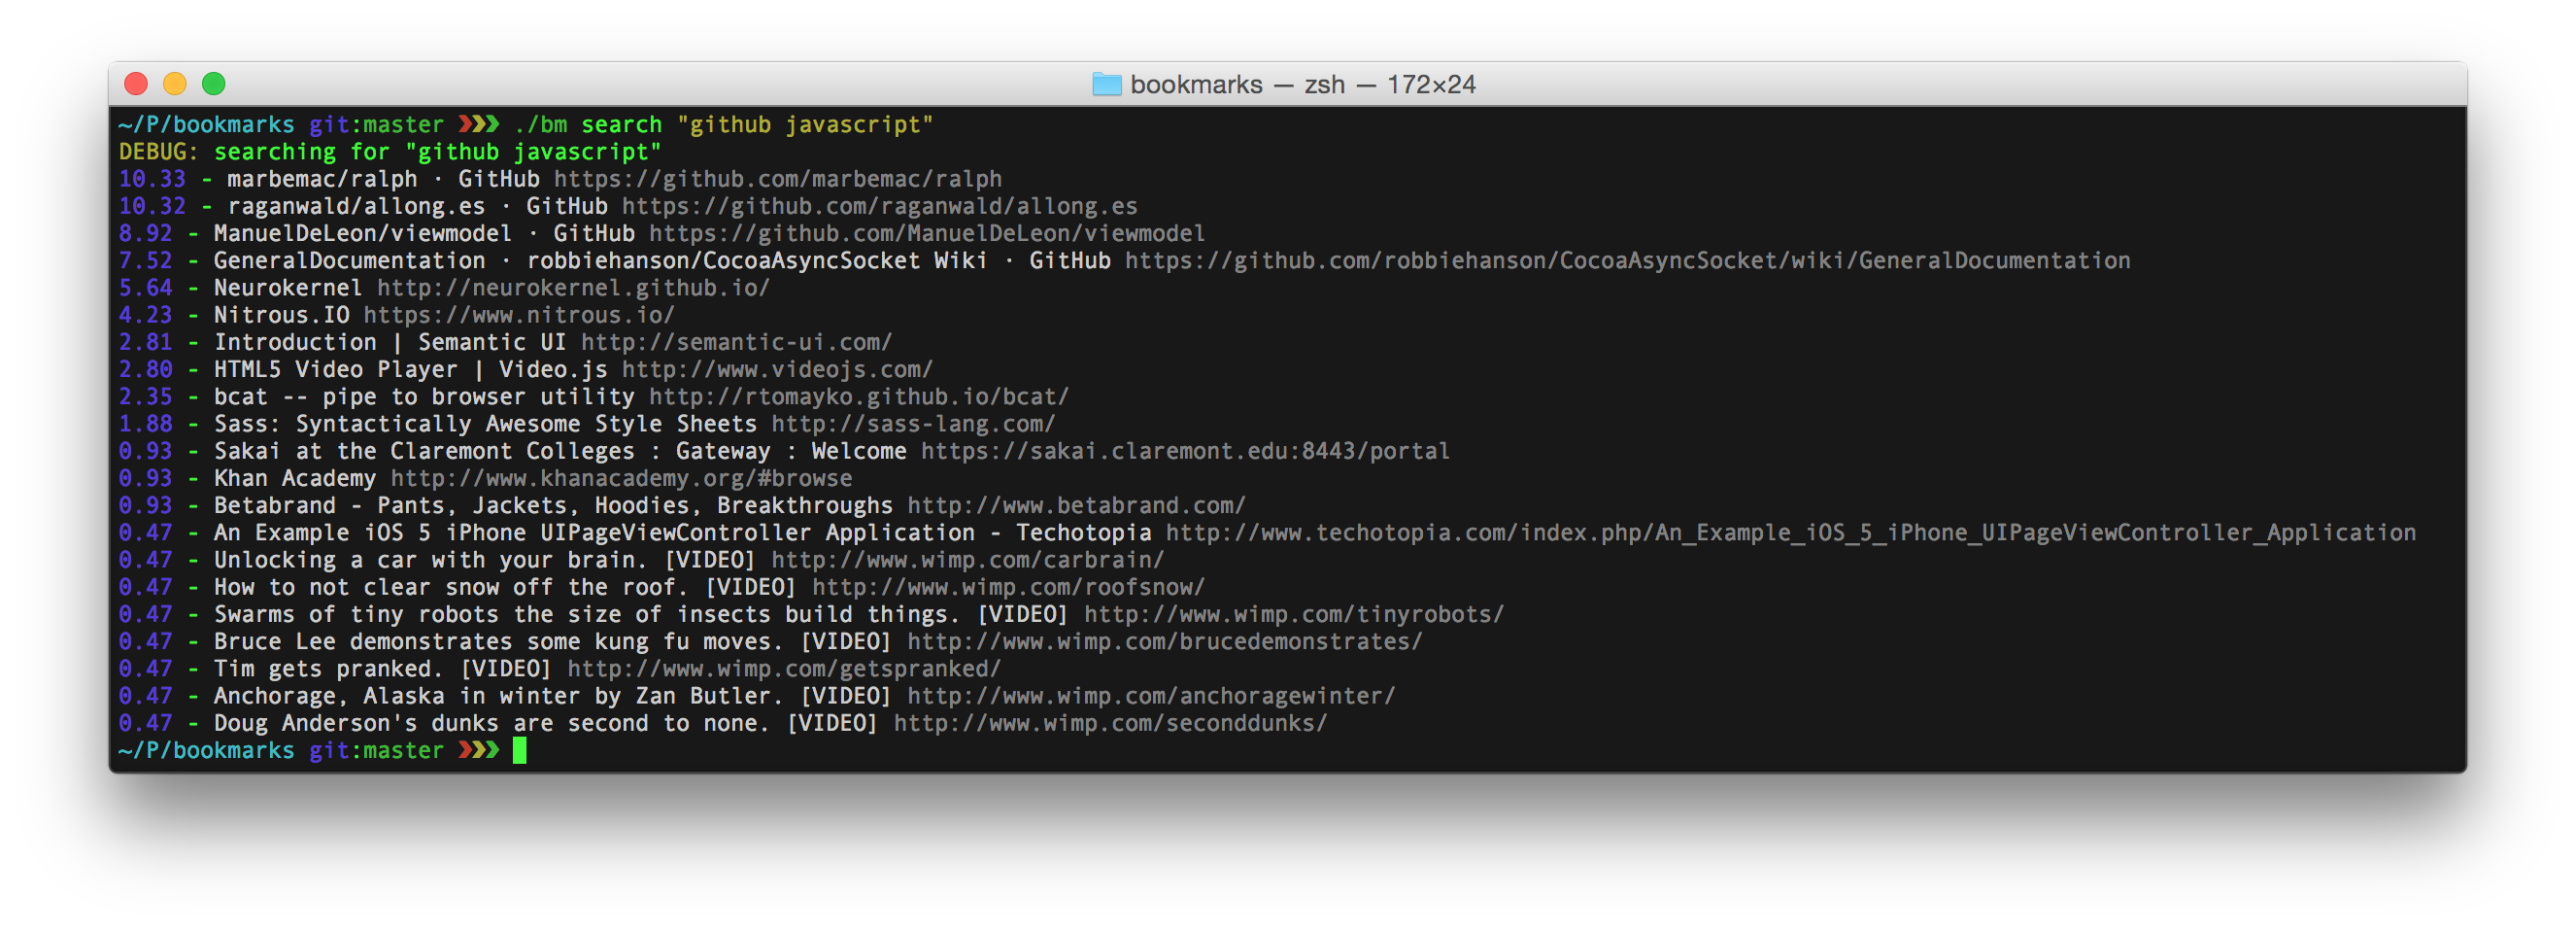 bookmarks — zsh — 172×24
~/P/bookmarks git:master ❯❯❯ ./bm search "github javascript"
DEBUG: searching for "github javascript"
10.33 - marbemac/ralph · GitHub https://github.com/marbemac/ralph
10.32 - raganwald/allong.es · GitHub https://github.com/raganwald/allong.es
8.92 - ManuelDeLeon/viewmodel · GitHub https://github.com/ManuelDeLeon/viewmodel
7.52 - GeneralDocumentation · robbiehanson/CocoaAsyncSocket Wiki · GitHub https://github.com/robbiehanson/CocoaAsyncSocket/wiki/GeneralDocumentation
5.64 - Neurokernel http://neurokernel.github.io/
4.23 - Nitrous.IO https://www.nitrous.io/
2.81 - Introduction | Semantic UI http://semantic-ui.com/
2.80 - HTML5 Video Player | Video.js http://www.videojs.com/
2.35 - bcat -- pipe to browser utility http://rtomayko.github.io/bcat/
1.88 - Sass: Syntactically Awesome Style Sheets http://sass-lang.com/
0.93 - Sakai at the Claremont Colleges : Gateway : Welcome https://sakai.claremont.edu:8443/portal
0.93 - Khan Academy http://www.khanacademy.org/#browse
0.93 - Betabrand - Pants, Jackets, Hoodies, Breakthroughs http://www.betabrand.com/
0.47 - An Example iOS 5 iPhone UIPageViewController Application - Techotopia http://www.techotopia.com/index.php/An_Example_iOS_5_iPhone_UIPageViewController_Application
0.47 - Unlocking a car with your brain. [VIDEO] http://www.wimp.com/carbrain/
0.47 - How to not clear snow off the roof. [VIDEO] http://www.wimp.com/roofsnow/
0.47 - Swarms of tiny robots the size of insects build things. [VIDEO] http://www.wimp.com/tinyrobots/
0.47 - Bruce Lee demonstrates some kung fu moves. [VIDEO] http://www.wimp.com/brucedemonstrates/
0.47 - Tim gets pranked. [VIDEO] http://www.wimp.com/getspranked/
0.47 - Anchorage, Alaska in winter by Zan Butler. [VIDEO] http://www.wimp.com/anchoragewinter/
0.47 - Doug Anderson's dunks are second to none. [VIDEO] http://www.wimp.com/seconddunks/
~/P/bookmarks git:master ❯❯❯